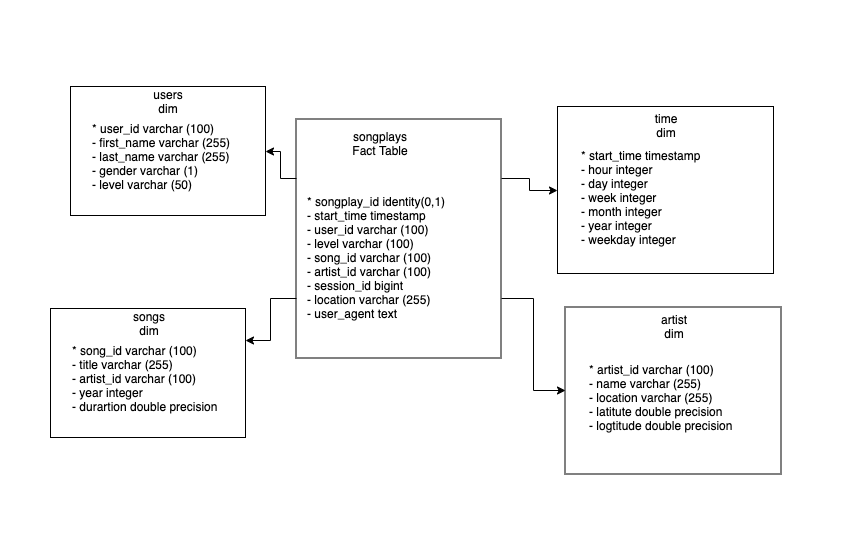 users
dim
* user_id varchar (100)
- first_name varchar (255)
- last_name varchar (255)
- gender varchar (1)
- level varchar (50)
songplays
Fact Table
* songplay_id identity(0,1)
- start_time timestamp
- user_id varchar (100)
- level varchar (100)
- song_id varchar (100)
- artist_id varchar (100)
- session_id bigint
- location varchar (255)
- user_agent text
time
dim
* start_time timestamp
- hour integer
- day integer
- week integer
- month integer
- year integer
- weekday integer
songs
dim
* song_id varchar (100)
- title varchar (255)
- artist_id varchar (100)
- year integer
- durartion double precision
artist
dim
* artist_id varchar (100)
- name varchar (255)
- location varchar (255)
- latitute double precision
- logtitude double precision